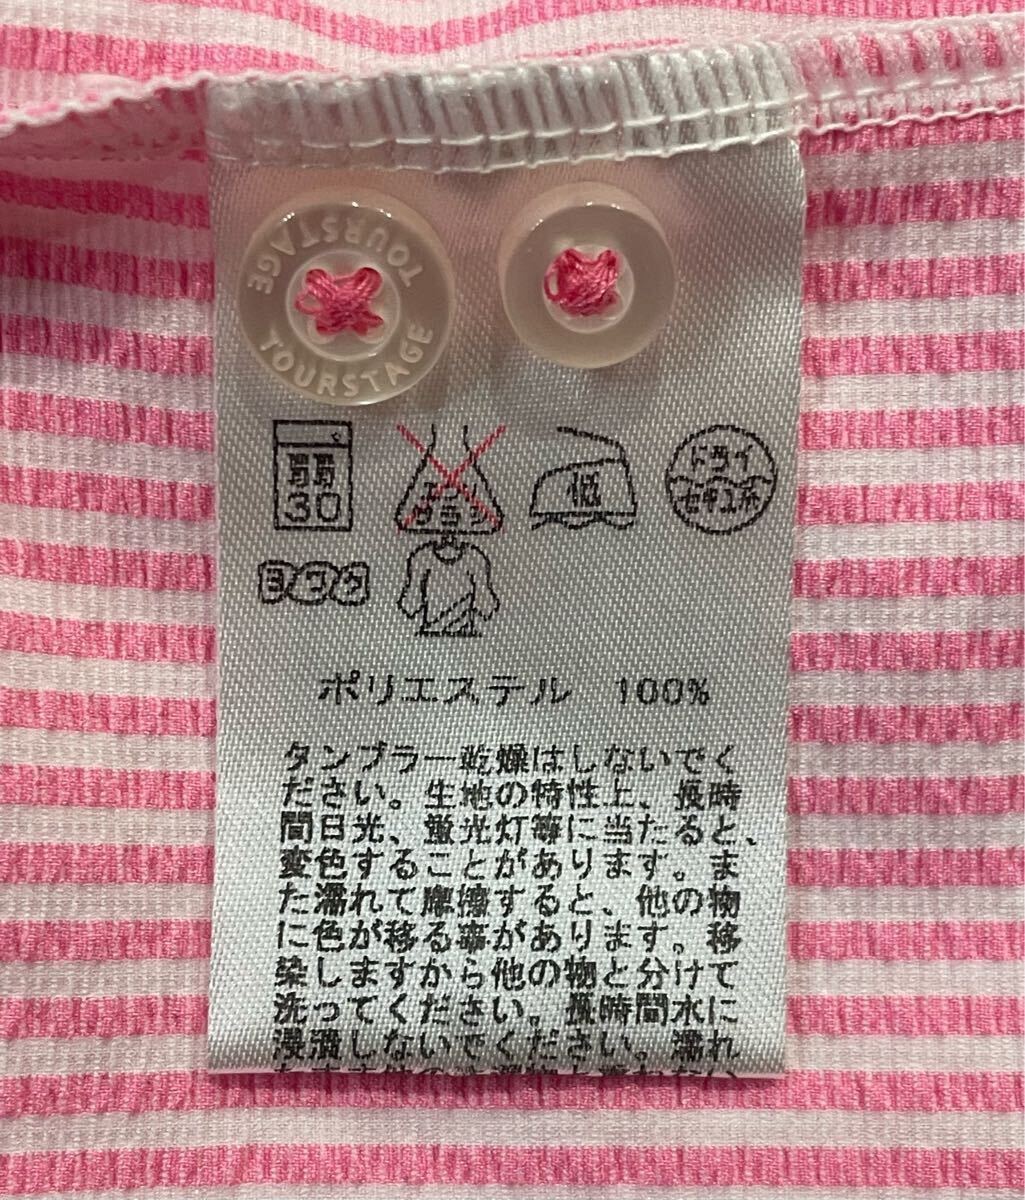 TOURSTAGE
TOURSTAGE
弱
30
エンソ
サラシ
低
ドライ
セキユ系
ヨワク
ポリエステル 100%
タンブラー乾燥はしないでく
ださい。生地の特性上、長時
間日光、蛍光灯等に当たると、
変色することがあります。ま
た濡れて摩擦すると、他の物
に色が移る事があります。移
染しますから他の物と分けて
洗ってください。長時間水に
浸漬しないでください。濡れ